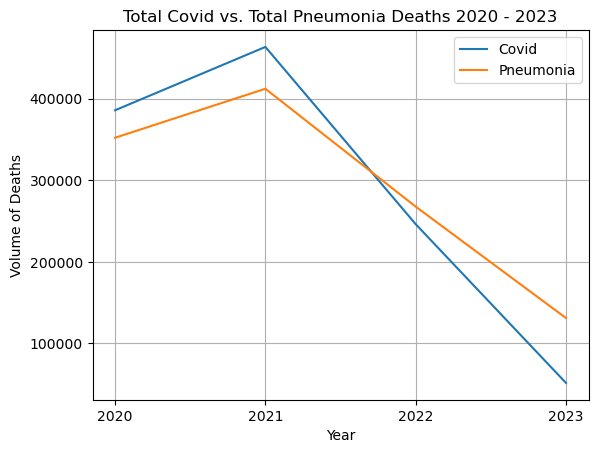 Total Covid vs. Total Pneumonia Deaths 2020 - 2023
Covid
Pneumonia
400000
300000
200000
100000
Volume of Deaths
2020 2021 2022 2023
Year